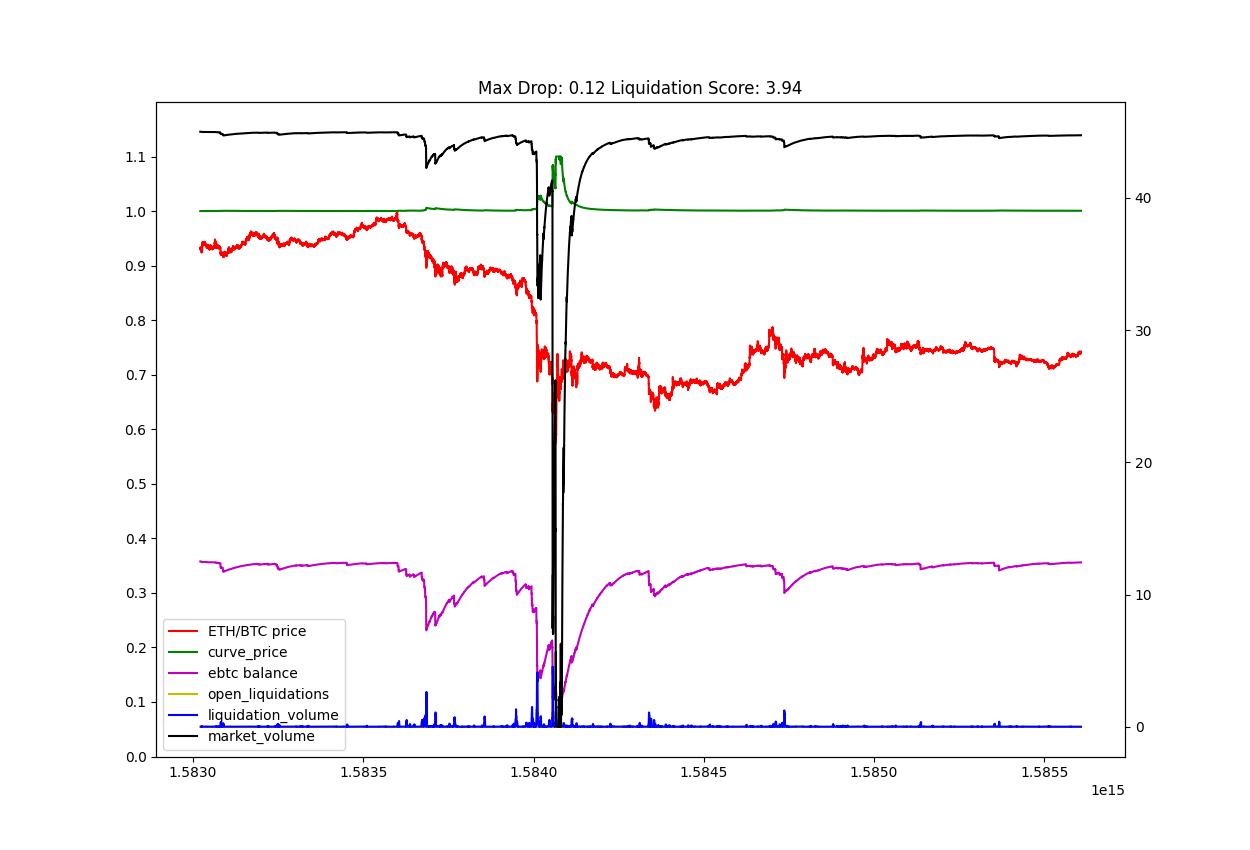 Max Drop: 0.12 Liquidation Score: 3.94
1.1
1.0
0.9
0.8
0.7
0.6
0.5
0.4
0.3
0.2
0.1
0.0
40
30
20
10
0
ETH/BTC price
curve_price
ebtc balance
open_liquidations
liquidation_volume
market_volume
1.5830 1.5835 1.5840 1.5845 1.5850 1.5855
1e15